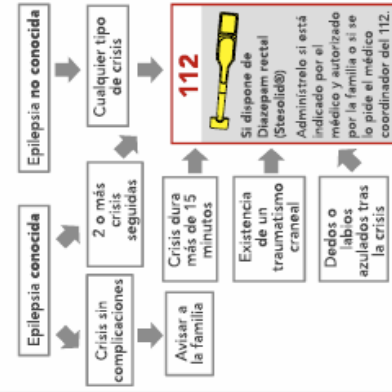 Epilepsia conocida
Epilepsia no conocida
Crisis sin
complicaciones
2 o más
crisis
seguidas
Cualquier tipo
de crisis
Avisar a
la familia
Crisis dura
más de 15
minutos
Existencia
de un
traumatismo
craneal
Dedos o
labios
azulados tras
la crisis
112
Si dispone de
Diazepam rectal
(Stesolid®)
Adminístrelo si está
indicado por el
médico y autorizado
por la familia o si se
lo pide el médico
coordinador del 112.